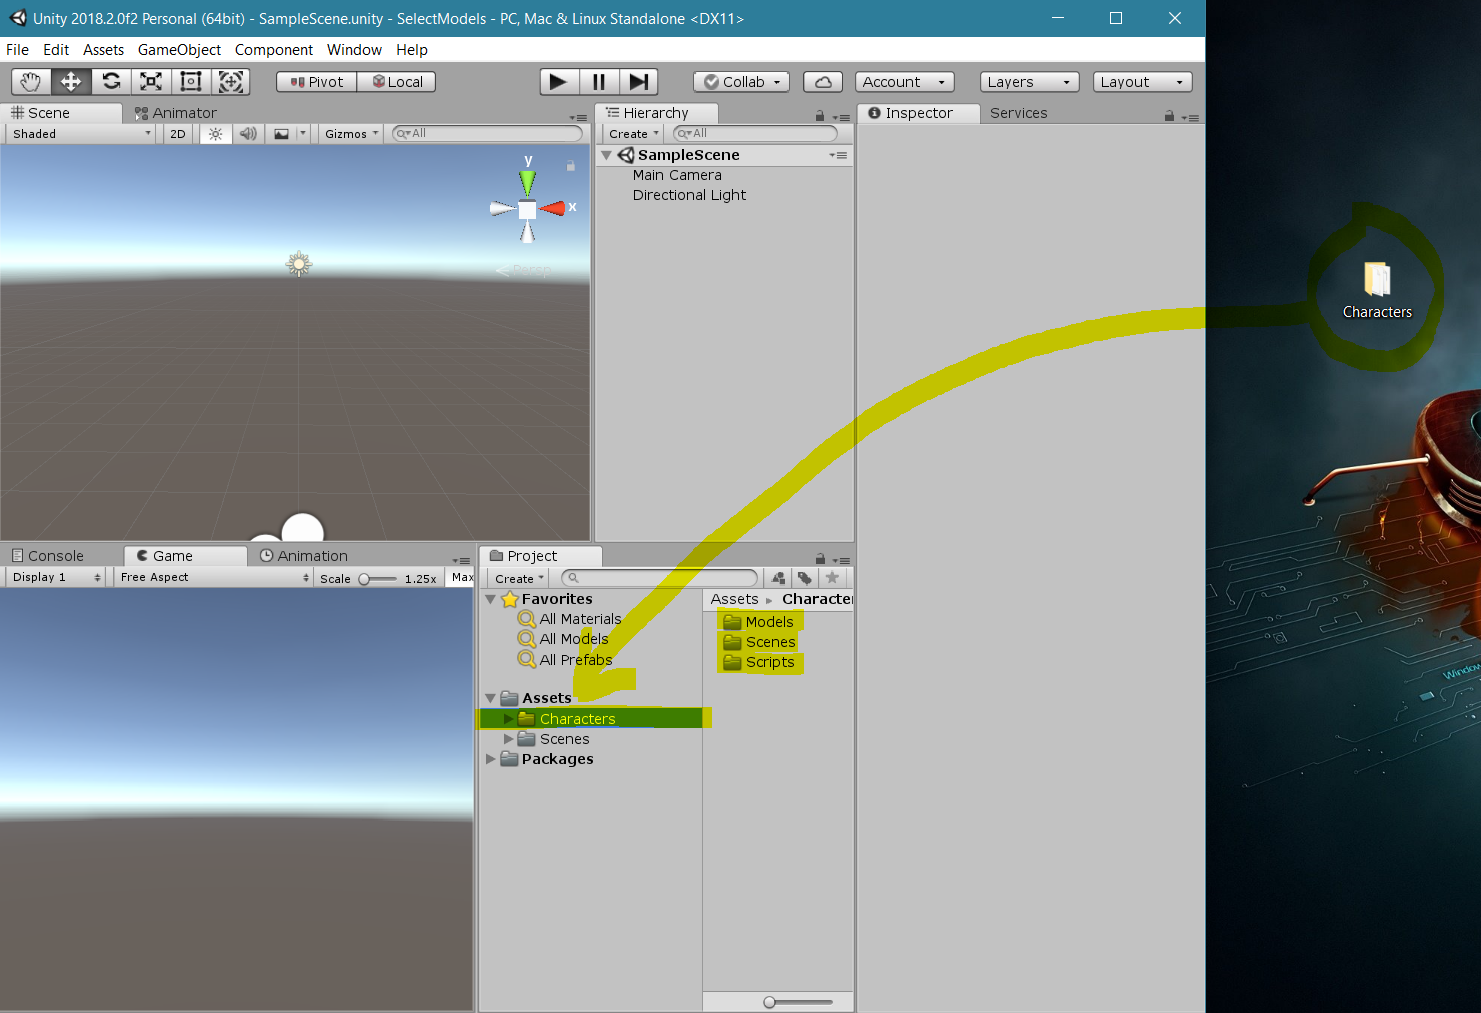 Unity 2018.2.0f2 Personal (64bit) - SampleScene.unity - SelectModels - PC, Mac & Linux Standalone <DX11>
File Edit Assets GameObject Component Window Help
Pivot Local Collab Account Layers Layout
Scene Animator
Shaded 2D Gizmos All
y
x
Persp
Hierarchy
Create All
SampleScene
Main Camera
Directional Light
Inspector Services
Characters
Console Game Animation
Display 1 Free Aspect Scale 1.25x Max
Project
Create
Favorites
All Materials
All Models
All Prefabs
Assets
Characters
Scenes
Packages
Assets Character
Models
Scenes
Scripts
Window